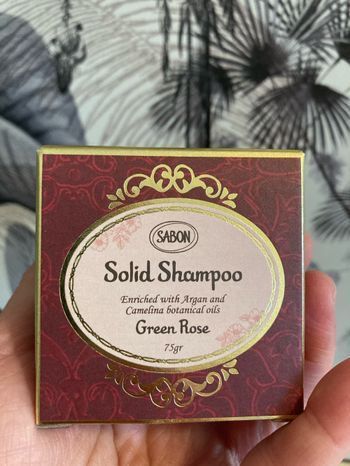 SABON
Solid Shampoo
Enriched with Argan and
Camelina botanical oils
Green Rose
75gr